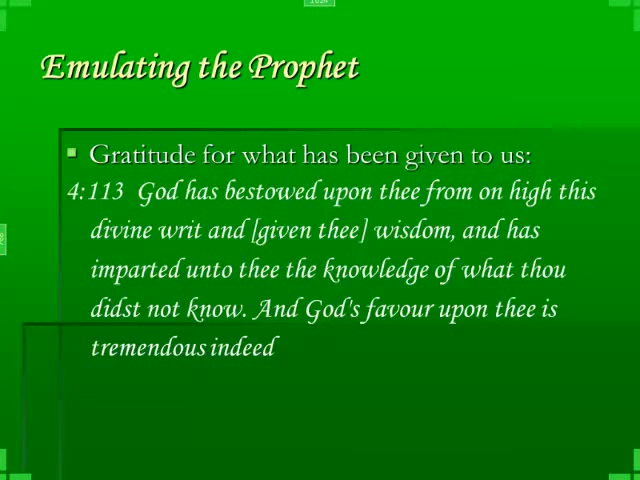 Emulating the Prophet
Gratitude for what has been given to us:
4:113 God has bestowed upon thee from on high this
divine writ and [given thee] wisdom, and has
imparted unto thee the knowledge of what thou
didst not know. And God's favour upon thee is
tremendous indeed